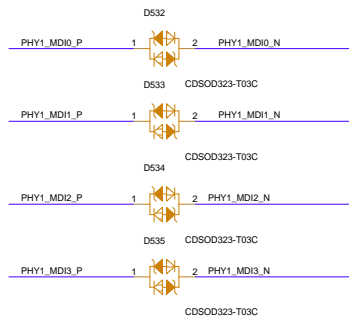 D532
PHY1_MDI0_P 1 2 PHY1_MDI0_N
D533 CDSOD323-T03C
PHY1_MDI1_P 1 2 PHY1_MDI1_N
CDSOD323-T03C
D534
PHY1_MDI2_P 1 2 PHY1_MDI2_N
D535 CDSOD323-T03C
PHY1_MDI3_P 1 2 PHY1_MDI3_N
CDSOD323-T03C